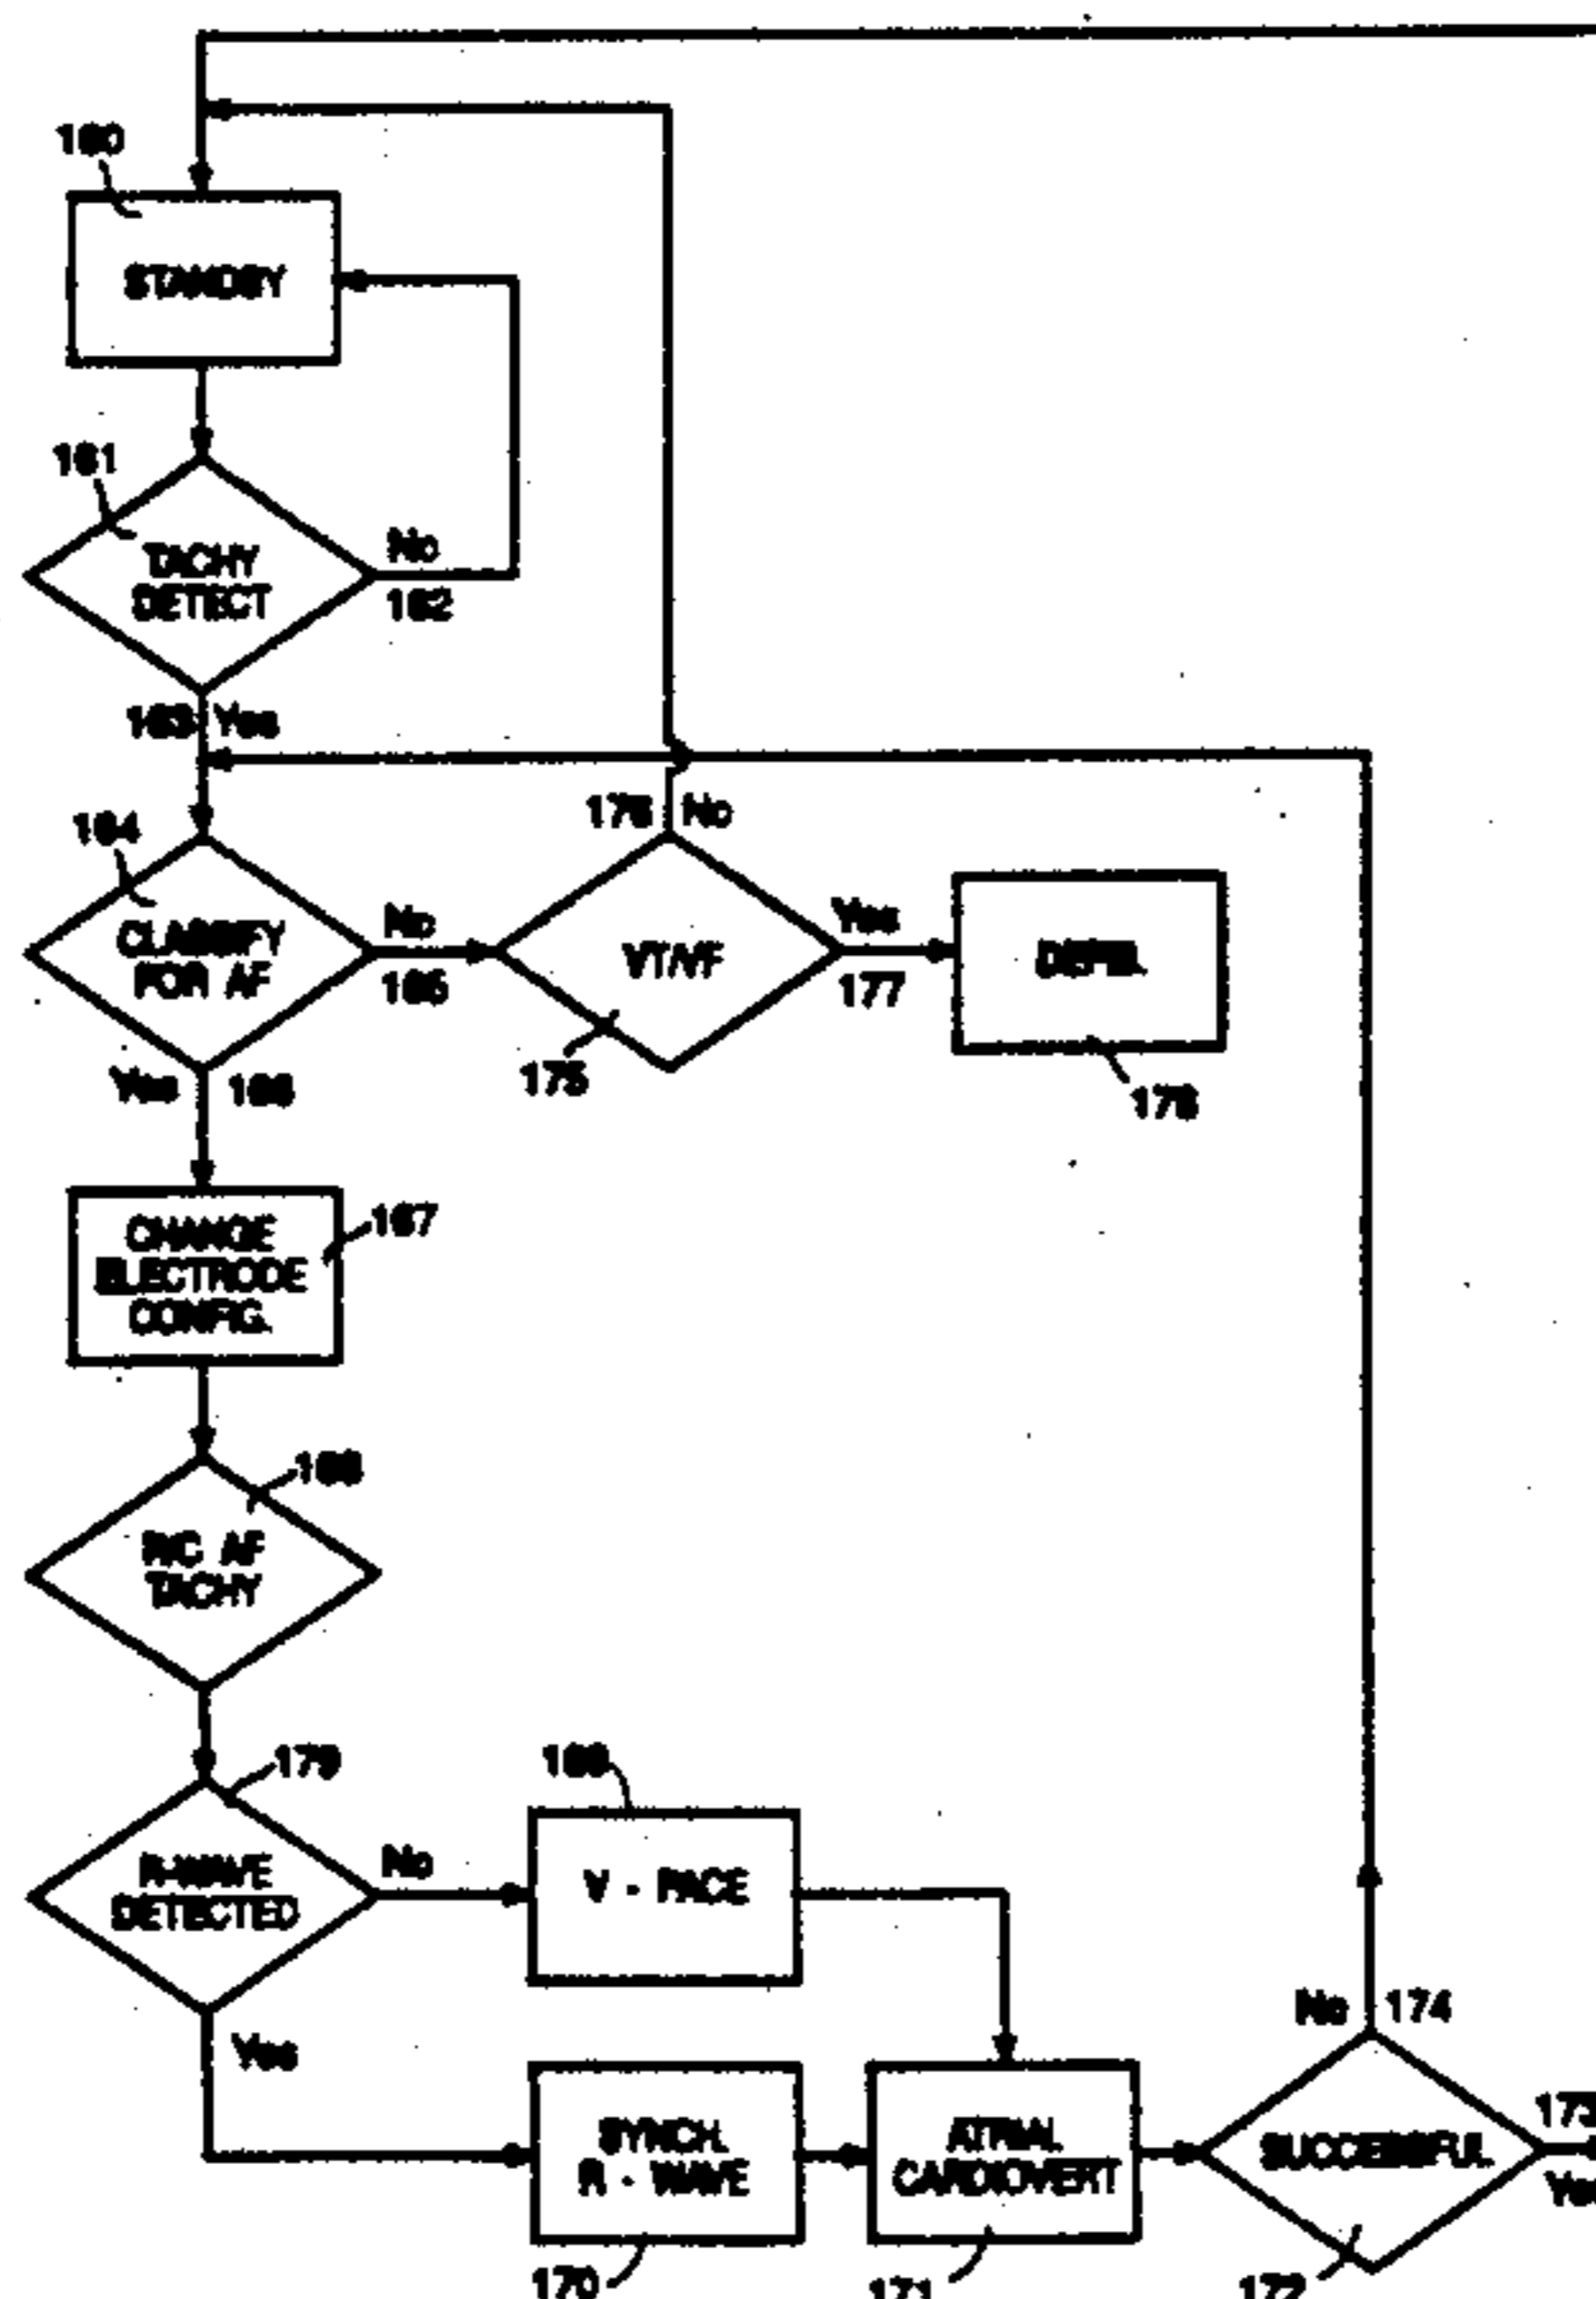 160
STANDBY
161
TACHY
DETECT
No
162
163
Yes
164
CLASSIFY
FOR AF
No
165
176
No
VT/VF
175
Yes
177
DEFIB.
178
Yes
166
CHANGE
ELECTRODE
CONFIG.
167
AF
TACHY
168
179
R-WAVE
DETECTED
No
169
V - PACE
Yes
SYNCH.
R - WAVE
170
ATRIAL
CARDIOVERT
171
No
174
SUCCESSFUL
172
173